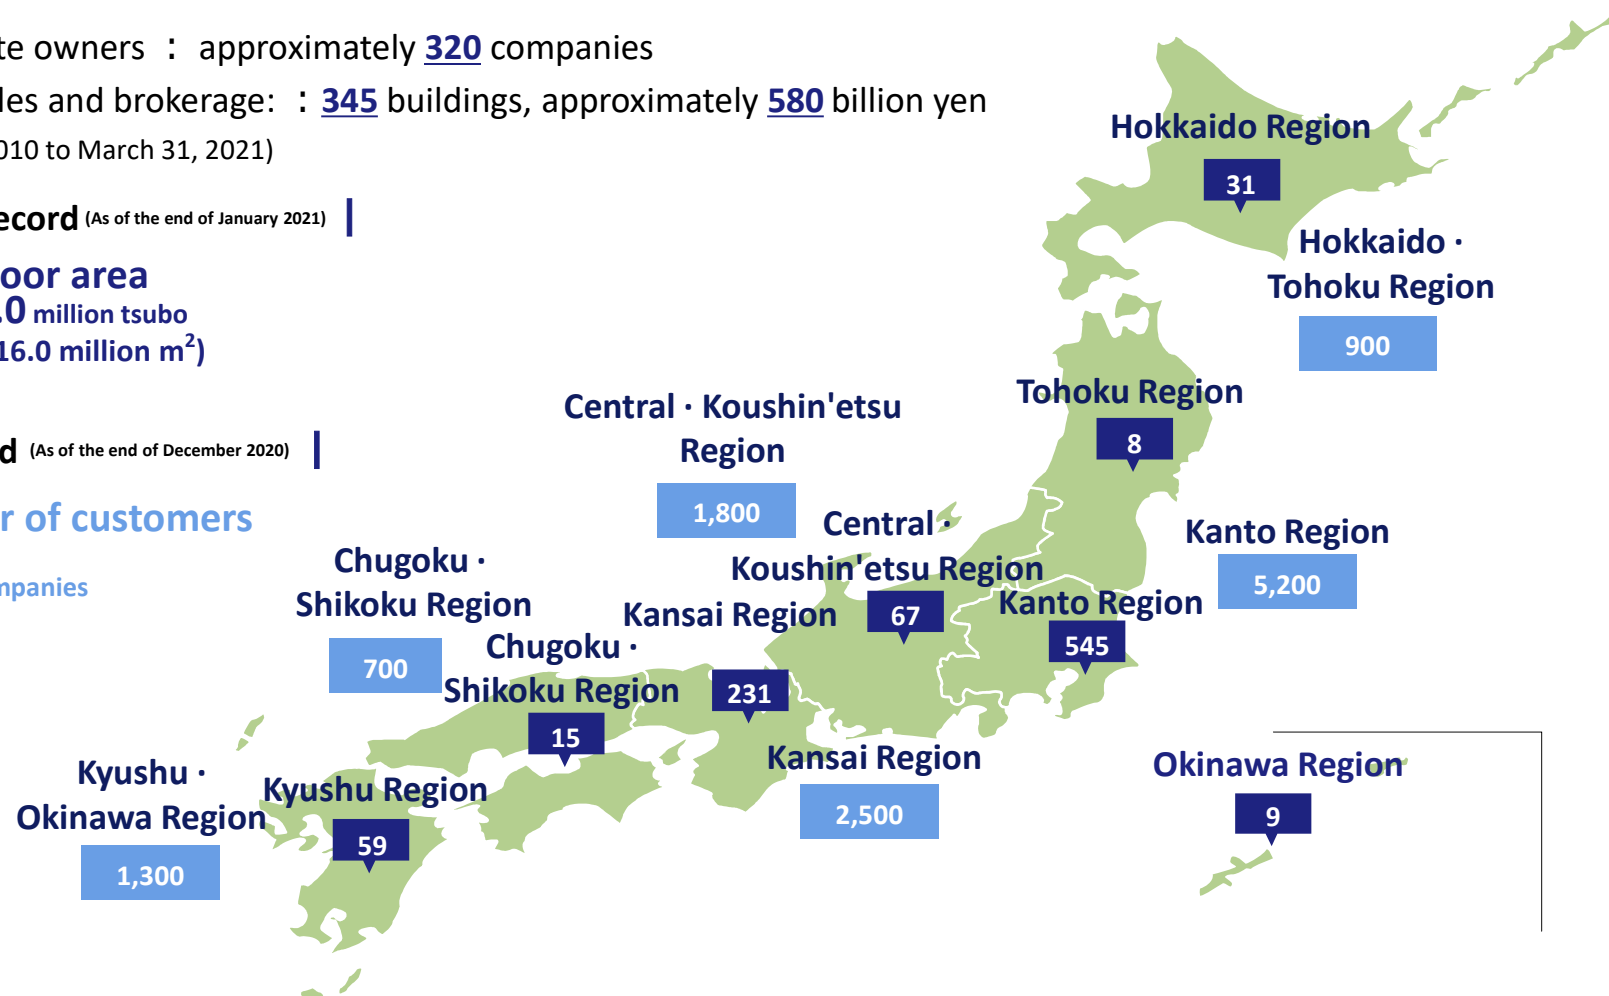 te owners : approximately 320 companies
les and brokerage: : 345 buildings, approximately 580 billion yen
010 to March 31, 2021)
ecord (As of the end of January 2021)
oor area
.0 million tsubo
16.0 million m²)
d (As of the end of December 2020)
r of customers
mpanies
Hokkaido Region
31
Hokkaido ·
Tohoku Region
900
Tohoku Region
8
Central · Koushin'etsu
Region
1,800
Central ·
Koushin'etsu Region
67
Kanto Region
5,200
Kanto Region
545
Chugoku ·
Shikoku Region
700
Kansai Region
231
Chugoku ·
Shikoku Region
15
Kansai Region
2,500
Kyushu ·
Okinawa Region
1,300
Kyushu Region
59
Okinawa Region
9